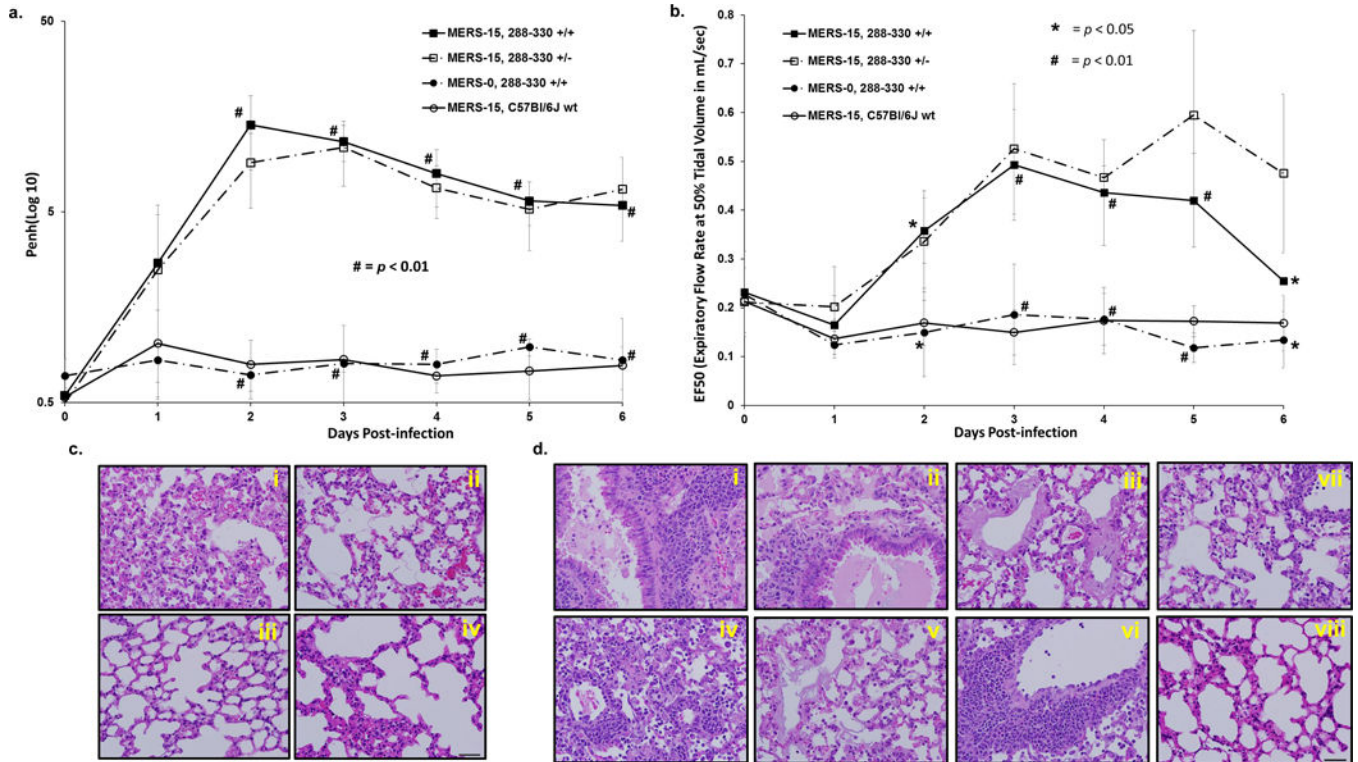 a.
50
5
0.5
Penh(Log 10)
MERS-15, 288-330 +/+
MERS-15, 288-330 +/-
MERS-0, 288-330 +/+
MERS-15, C57Bl/6J wt
# # # # #
# = p < 0.01
# # # # #
0 1 2 3 4 5 6
Days Post-infection
b.
0.8
0.7
0.6
0.5
0.4
0.3
0.2
0.1
0
EF50 (Expiratory Flow Rate at 50% Tidal Volume in mL/sec)
MERS-15, 288-330 +/+
MERS-15, 288-330 +/-
MERS-0, 288-330 +/+
MERS-15, C57Bl/6J wt
* = p < 0.05
# = p < 0.01
* # # # *
* # # # *
0 1 2 3 4 5 6
Days Post-infection
c.
i ii
iii iv
d.
i ii iii vii
iv v vi viii